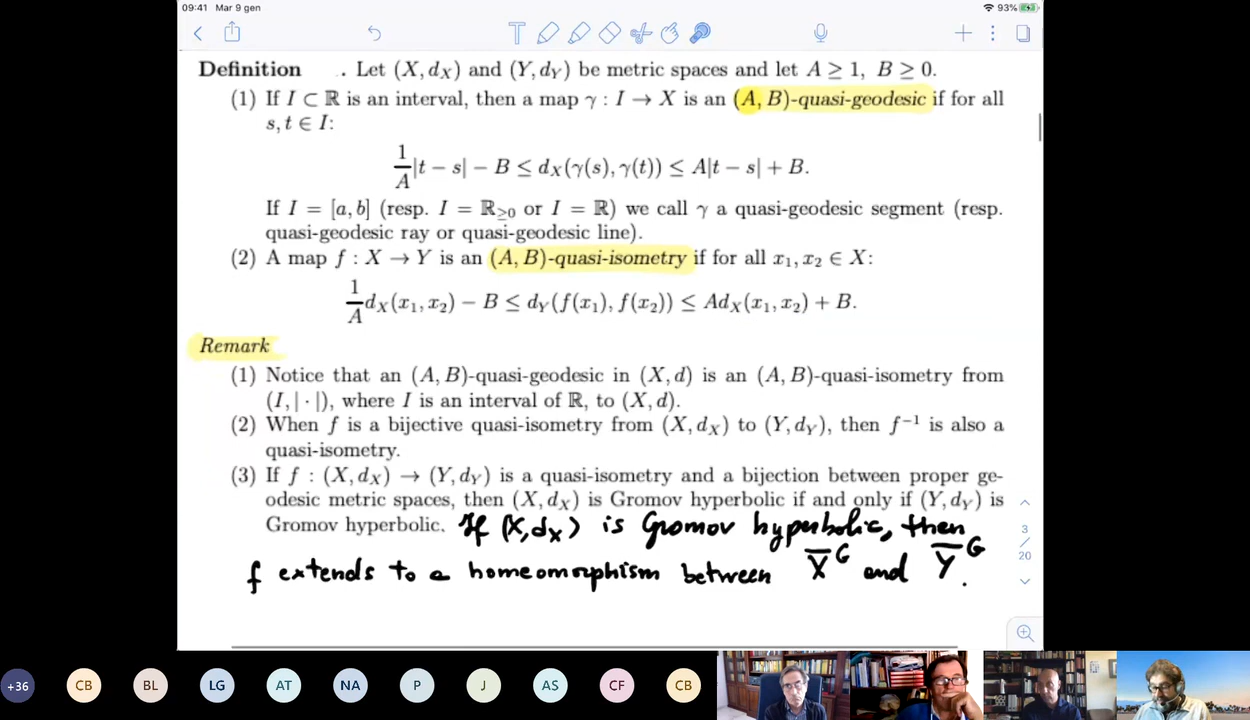 09:41 Mar 9 gen 93%
Definition . Let (X, d_X) and (Y, d_Y) be metric spaces and let A ≥ 1, B ≥ 0.
(1) If I ⊂ R is an interval, then a map γ : I → X is an (A, B)-quasi-geodesic if for all
s, t ∈ I:
1/A |t − s| − B ≤ d_X(γ(s), γ(t)) ≤ A|t − s| + B.
If I = [a, b] (resp. I = ℝ_≥0 or I = ℝ) we call γ a quasi-geodesic segment (resp.
quasi-geodesic ray or quasi-geodesic line).
(2) A map f : X → Y is an (A, B)-quasi-isometry if for all x_1, x_2 ∈ X:
1/A d_X(x_1, x_2) − B ≤ d_Y(f(x_1), f(x_2)) ≤ Ad_X(x_1, x_2) + B.
Remark
(1) Notice that an (A, B)-quasi-geodesic in (X, d) is an (A, B)-quasi-isometry from
(I, | · |), where I is an interval of ℝ, to (X, d).
(2) When f is a bijective quasi-isometry from (X, d_X) to (Y, d_Y), then f^−1 is also a
quasi-isometry.
(3) If f : (X, d_X) → (Y, d_Y) is a quasi-isometry and a bijection between proper ge-
odesic metric spaces, then (X, d_X) is Gromov hyperbolic if and only if (Y, d_Y) is
Gromov hyperbolic. If (X, d_X) is Gromov hyperbolic, then
f extends to a homeomorphism between X̅^G and Y̅^G.
3
/
20
+36 CB BL LG AT NA P J AS CF CB